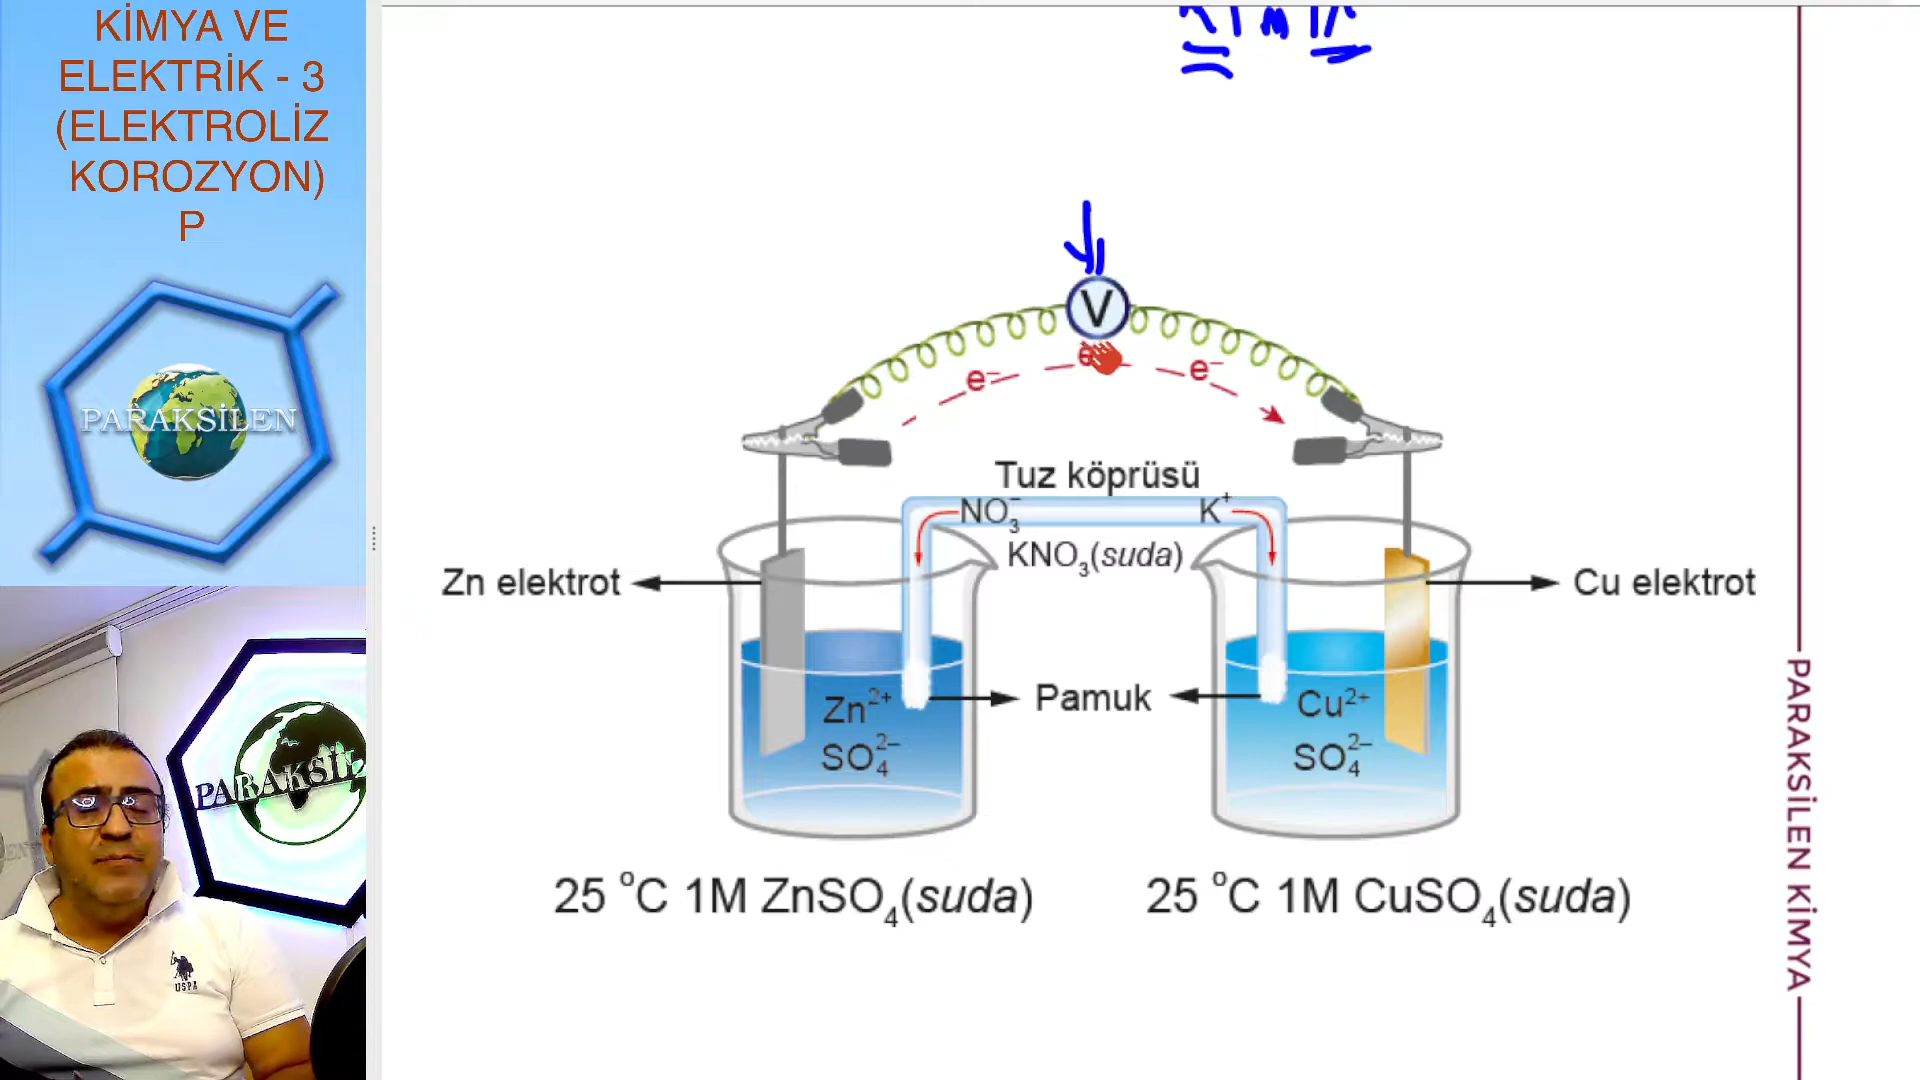 KİMYA VE
ELEKTRİK - 3
(ELEKTROLİZ
KOROZYON)
P
PARAKSİLEN
PARAKSİL
USPA
V
e⁻
e
e⁻
Tuz köprüsü
NO₃⁻
K⁺
KNO₃(suda)
Zn elektrot
Cu elektrot
Zn²⁺
SO₄²⁻
Pamuk
Cu²⁺
SO₄²⁻
25 °C 1M ZnSO₄(suda)
25 °C 1M CuSO₄(suda)
PARAKSİLEN KİMYA